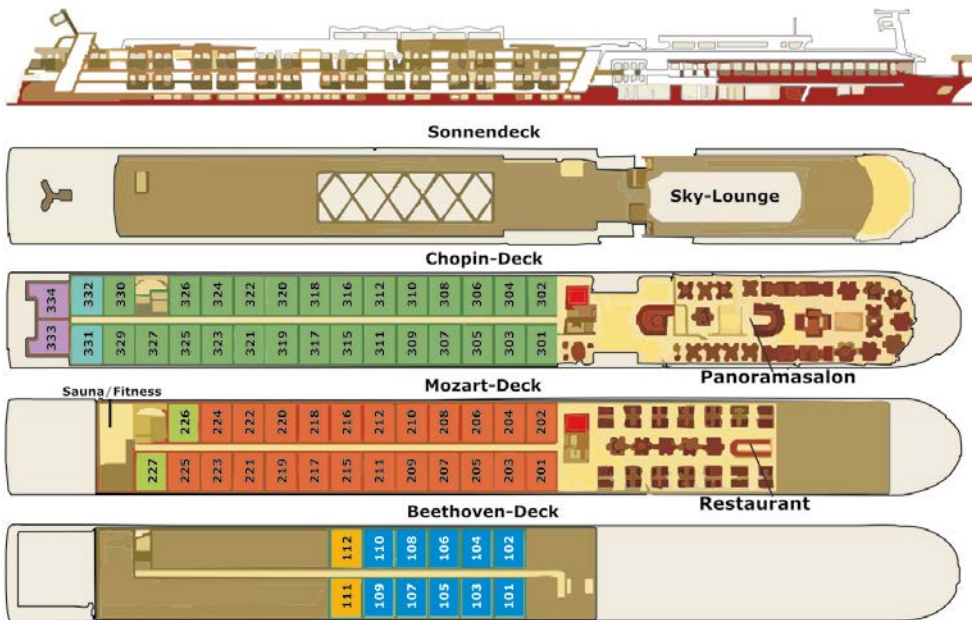 Sonnendeck
Sky-Lounge
Chopin-Deck
334 332 330 326 324 322 320 318 316 312 310 308 306 304 302
333 331 329 327 325 323 321 319 317 315 311 309 307 305 303 301
Panoramasalon
Sauna/Fitness
Mozart-Deck
226 224 222 220 218 216 212 210 208 206 204 202
227 225 223 221 219 217 215 211 209 207 205 203 201
Restaurant
Beethoven-Deck
112 110 108 106 104 102
111 109 107 105 103 101